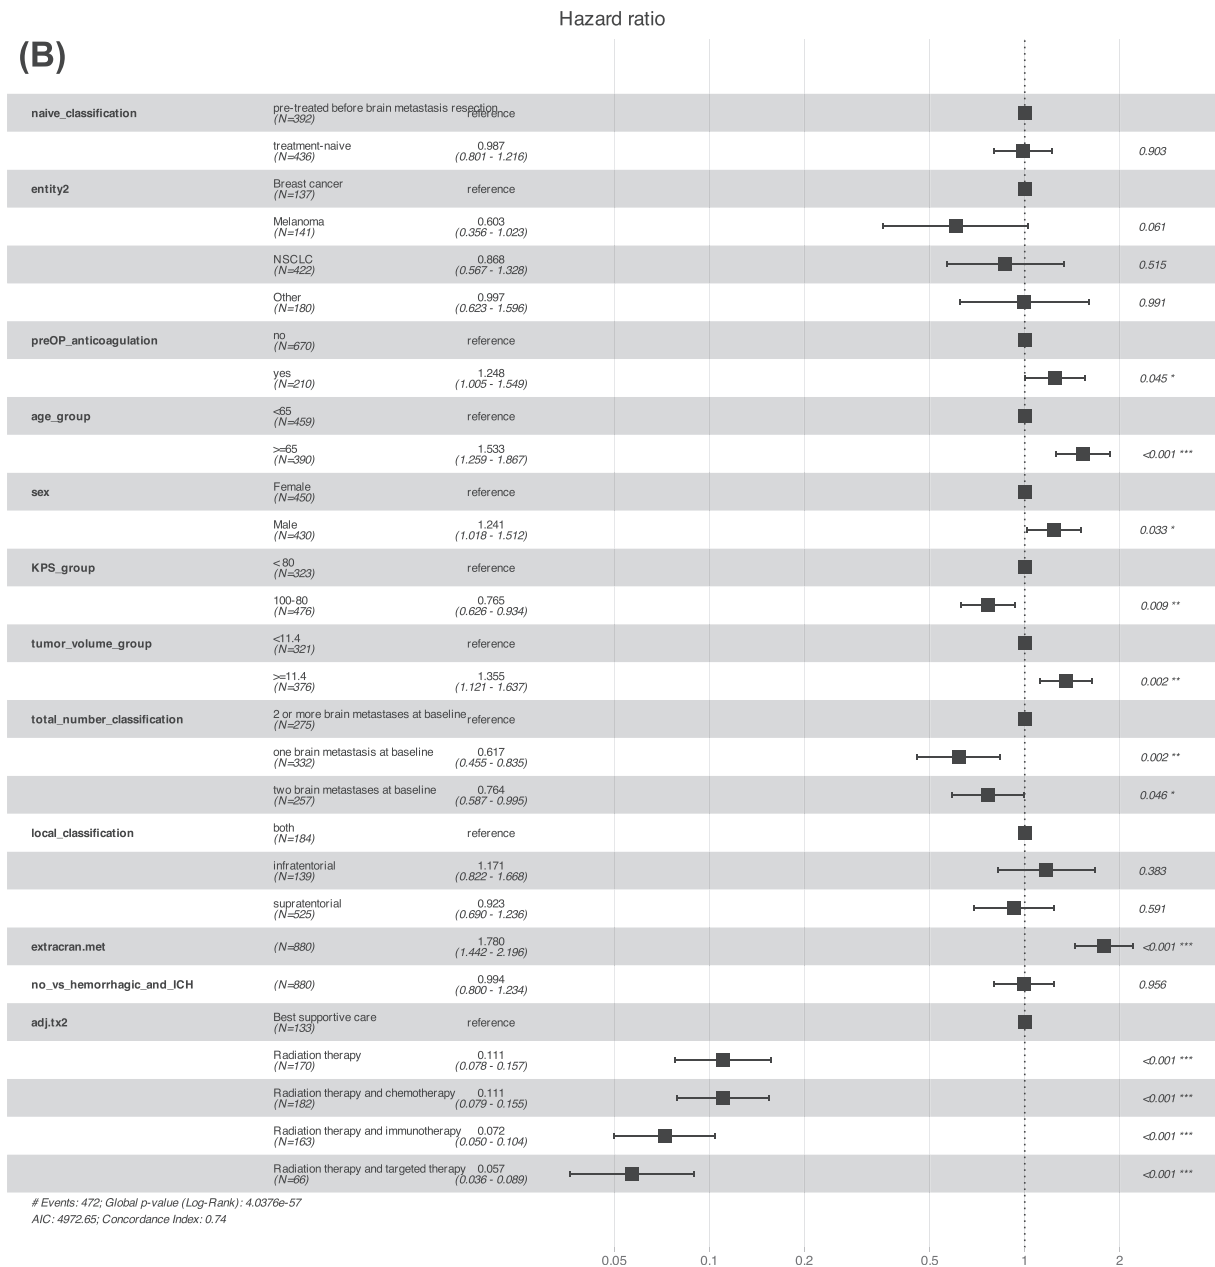 Hazard ratio
(B)
naive_classification pre-treated before brain metastasis resection reference
(N=392)
treatment-naive 0.987
(N=436) (0.801 - 1.216) 0.903
entity2 Breast cancer reference
(N=137)
Melanoma 0.603
(N=141) (0.356 - 1.023) 0.061
NSCLC 0.868
(N=422) (0.567 - 1.328) 0.515
Other 0.997
(N=180) (0.623 - 1.596) 0.991
preOP_anticoagulation no reference
(N=670)
yes 1.248
(N=210) (1.005 - 1.549) 0.045 *
age_group <65 reference
(N=459)
>=65 1.533
(N=390) (1.259 - 1.867) <0.001 ***
sex Female reference
(N=450)
Male 1.241
(N=430) (1.018 - 1.512) 0.033 *
KPS_group < 80 reference
(N=323)
100-80 0.765
(N=476) (0.626 - 0.934) 0.009 **
tumor_volume_group <11.4 reference
(N=321)
>=11.4 1.355
(N=376) (1.121 - 1.637) 0.002 **
total_number_classification 2 or more brain metastases at baseline reference
(N=275)
one brain metastasis at baseline 0.617
(N=332) (0.455 - 0.835) 0.002 **
two brain metastases at baseline 0.764
(N=257) (0.587 - 0.995) 0.046 *
local_classification both reference
(N=184)
infratentorial 1.171
(N=139) (0.822 - 1.668) 0.383
supratentorial 0.923
(N=525) (0.690 - 1.236) 0.591
extracran.met (N=880) 1.780
(1.442 - 2.196) <0.001 ***
no_vs_hemorrhagic_and_ICH (N=880) 0.994
(0.800 - 1.234) 0.956
adj.tx2 Best supportive care reference
(N=133)
Radiation therapy 0.111
(N=170) (0.078 - 0.157) <0.001 ***
Radiation therapy and chemotherapy 0.111
(N=182) (0.079 - 0.155) <0.001 ***
Radiation therapy and immunotherapy 0.072
(N=163) (0.050 - 0.104) <0.001 ***
Radiation therapy and targeted therapy 0.057
(N=66) (0.036 - 0.089) <0.001 ***
# Events: 472; Global p-value (Log-Rank): 4.0376e-57
AIC: 4972.65; Concordance Index: 0.74
0.05 0.1 0.2 0.5 1 2